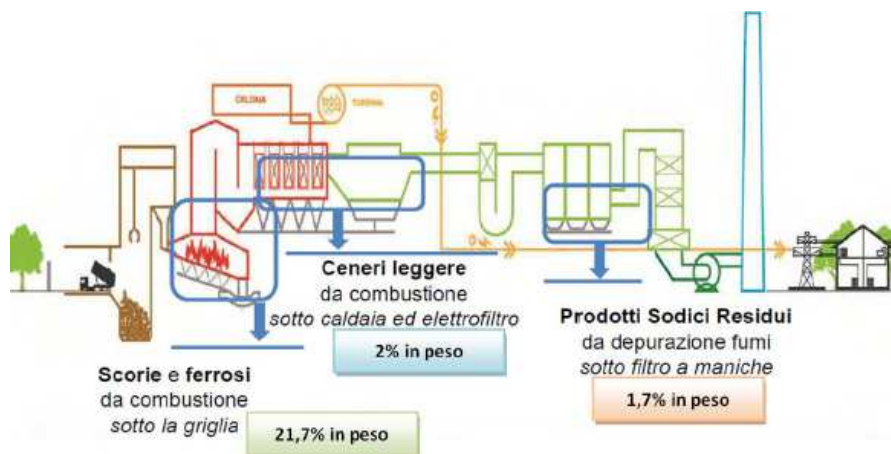 CALDAIA
TURBINA
Ceneri leggere
da combustione
sotto caldaia ed elettrofiltro
2% in peso
Prodotti Sodici Residui
da depurazione fumi
sotto filtro a maniche
1,7% in peso
Scorie e ferrosi
da combustione
sotto la griglia
21,7% in peso